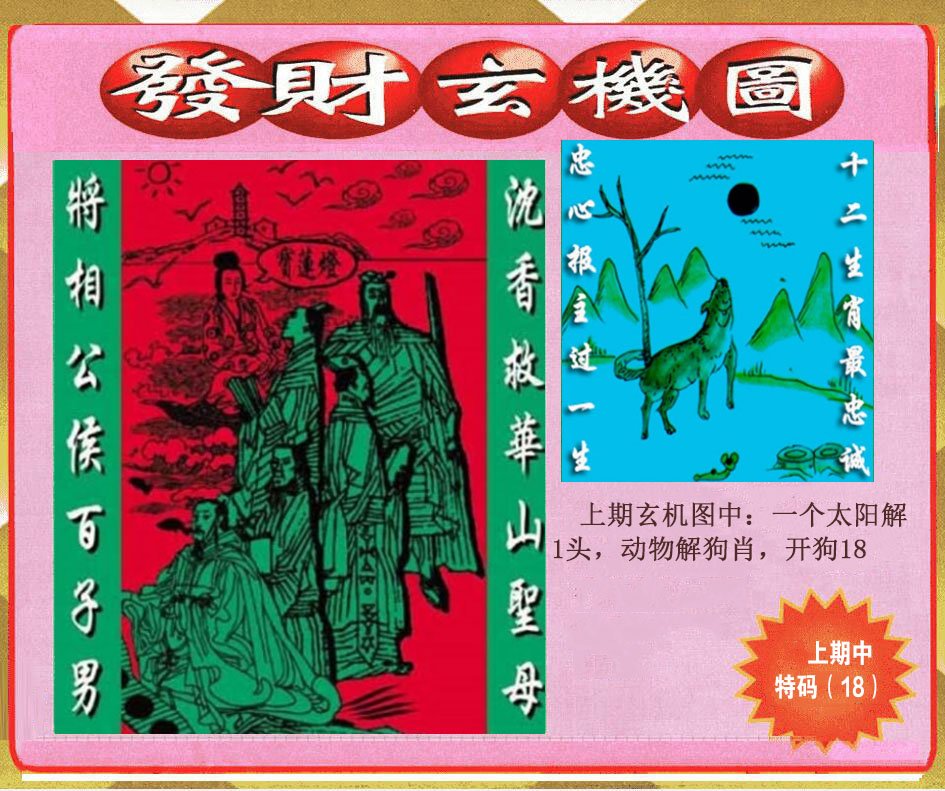 發財玄機圖
沈香救華山聖母
將相公侯百子男
寶蓮燈
十二生肖最忠诚
忠心报主过一生
上期玄机图中：一个太阳解
1头，动物解狗肖，开狗18
上期中
特码（18）